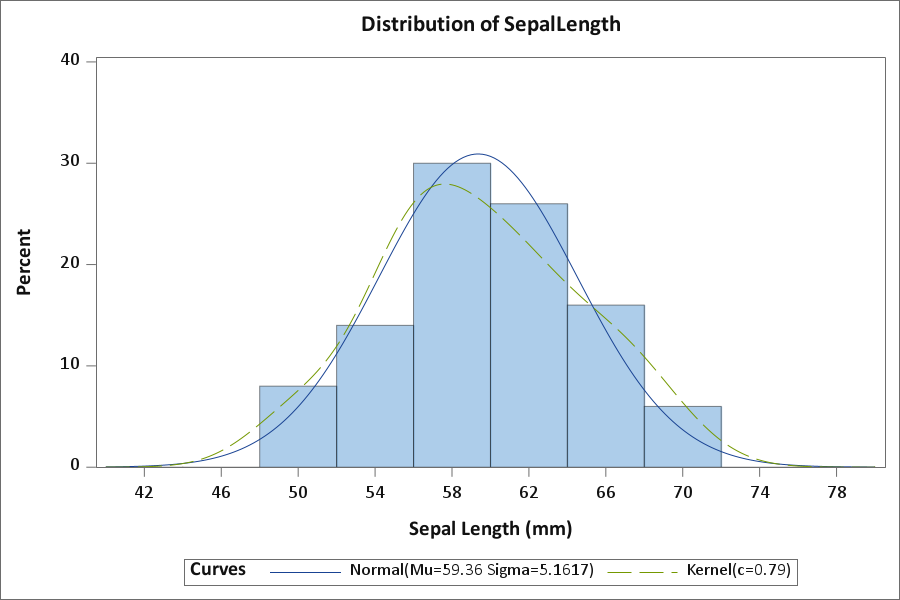 Distribution of SepalLength
40
30
20
10
0
Percent
42 46 50 54 58 62 66 70 74 78
Sepal Length (mm)
Curves Normal(Mu=59.36 Sigma=5.1617) Kernel(c=0.79)